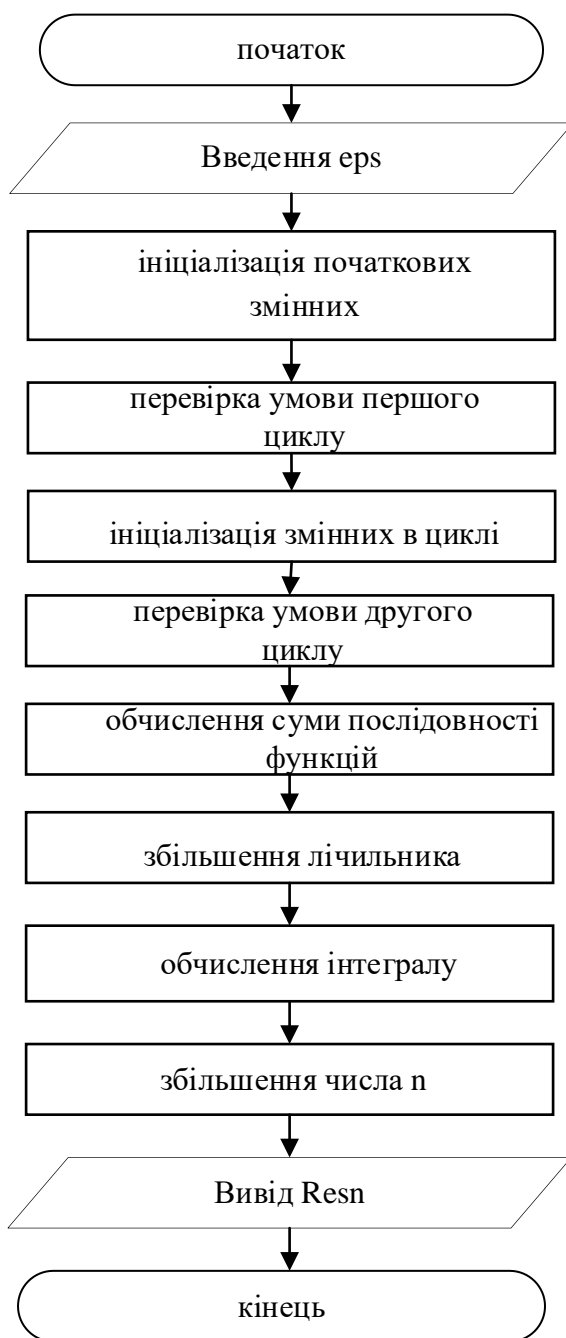 початок
Введення eps
ініціалізація початкових
змінних
перевірка умови першого
циклу
ініціалізація змінних в циклі
перевірка умови другого
циклу
обчислення суми послідовності
функцій
збільшення лічильника
обчислення інтегралу
збільшення числа n
Вивід Resn
кінець